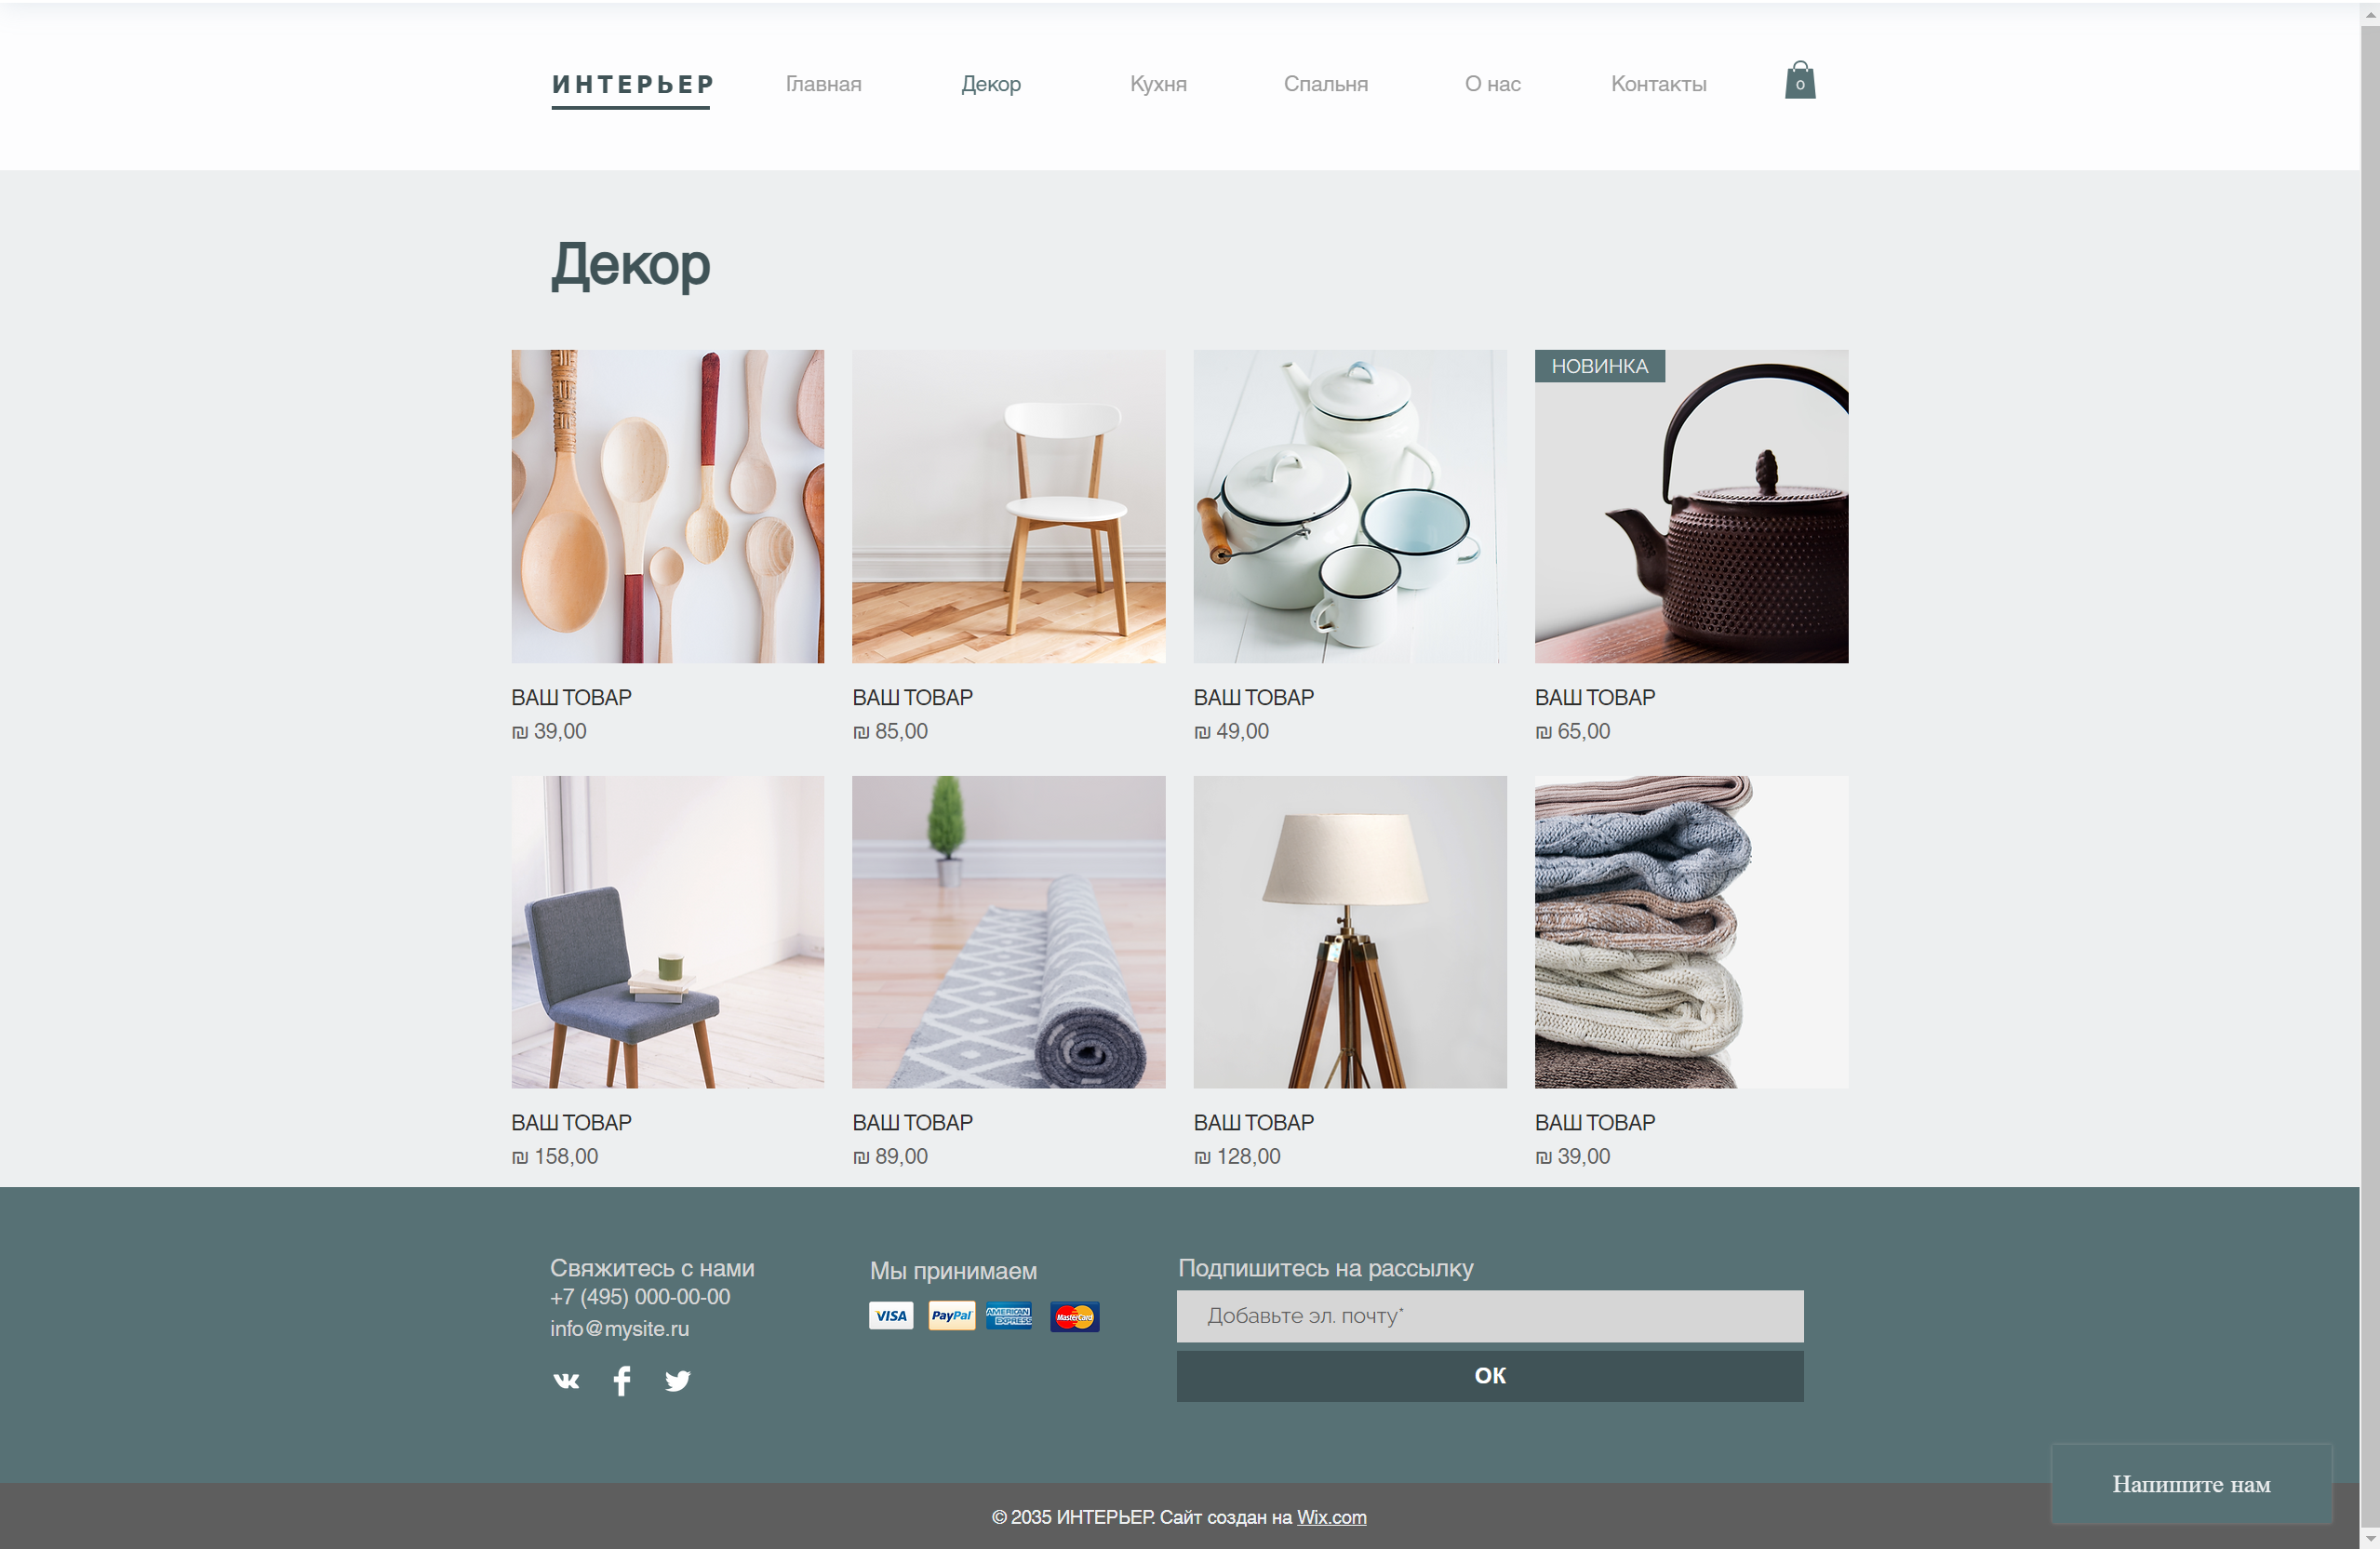 ИНТЕРЬЕР
Главная
Декор
Кухня
Спальня
О нас
Контакты
0
Декор
НОВИНКА
ВАШ ТОВАР
₪ 39,00
ВАШ ТОВАР
₪ 85,00
ВАШ ТОВАР
₪ 49,00
ВАШ ТОВАР
₪ 65,00
ВАШ ТОВАР
₪ 158,00
ВАШ ТОВАР
₪ 89,00
ВАШ ТОВАР
₪ 128,00
ВАШ ТОВАР
₪ 39,00
Свяжитесь с нами
+7 (495) 000-00-00
info@mysite.ru
Мы принимаем
VISA
PayPal
AMERICAN EXPRESS
MasterCard
Подпишитесь на рассылку
Добавьте эл. почту*
ОК
Напишите нам
© 2035 ИНТЕРЬЕР. Сайт создан на Wix.com